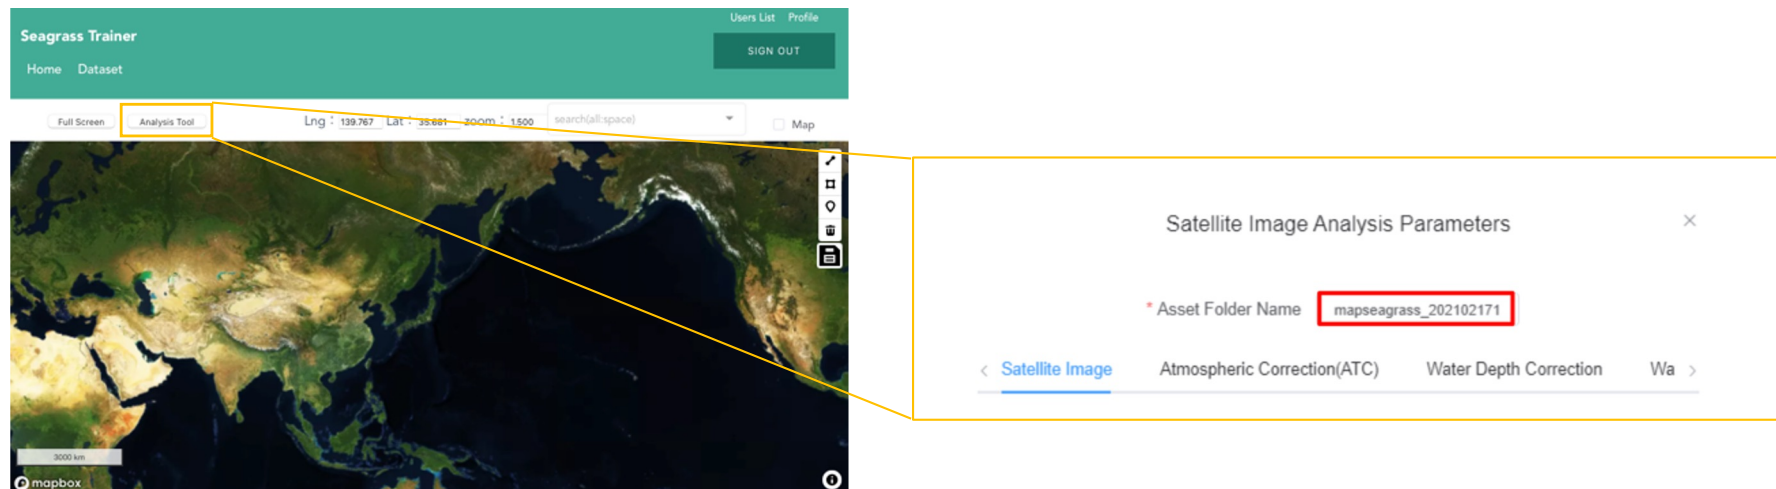 Users List Profile
Seagrass Trainer
SIGN OUT
Home Dataset
Full Screen Analysis Tool Lng : 139.767 Lat : 35.681 zoom : 1.500 search(all:space) Map
3000 km
mapbox
Satellite Image Analysis Parameters ×
* Asset Folder Name mapseagrass_202102171
< Satellite Image Atmospheric Correction(ATC) Water Depth Correction Wa >